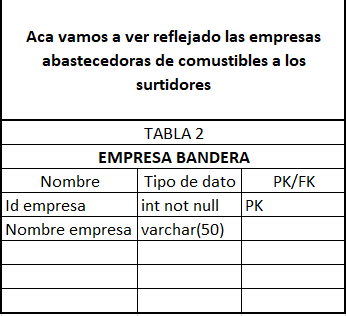 Aca vamos a ver reflejado las empresas
abastecedoras de comustibles a los
surtidores
TABLA 2
EMPRESA BANDERA
Nombre Tipo de dato PK/FK
Id empresa int not null PK
Nombre empresa varchar(50)